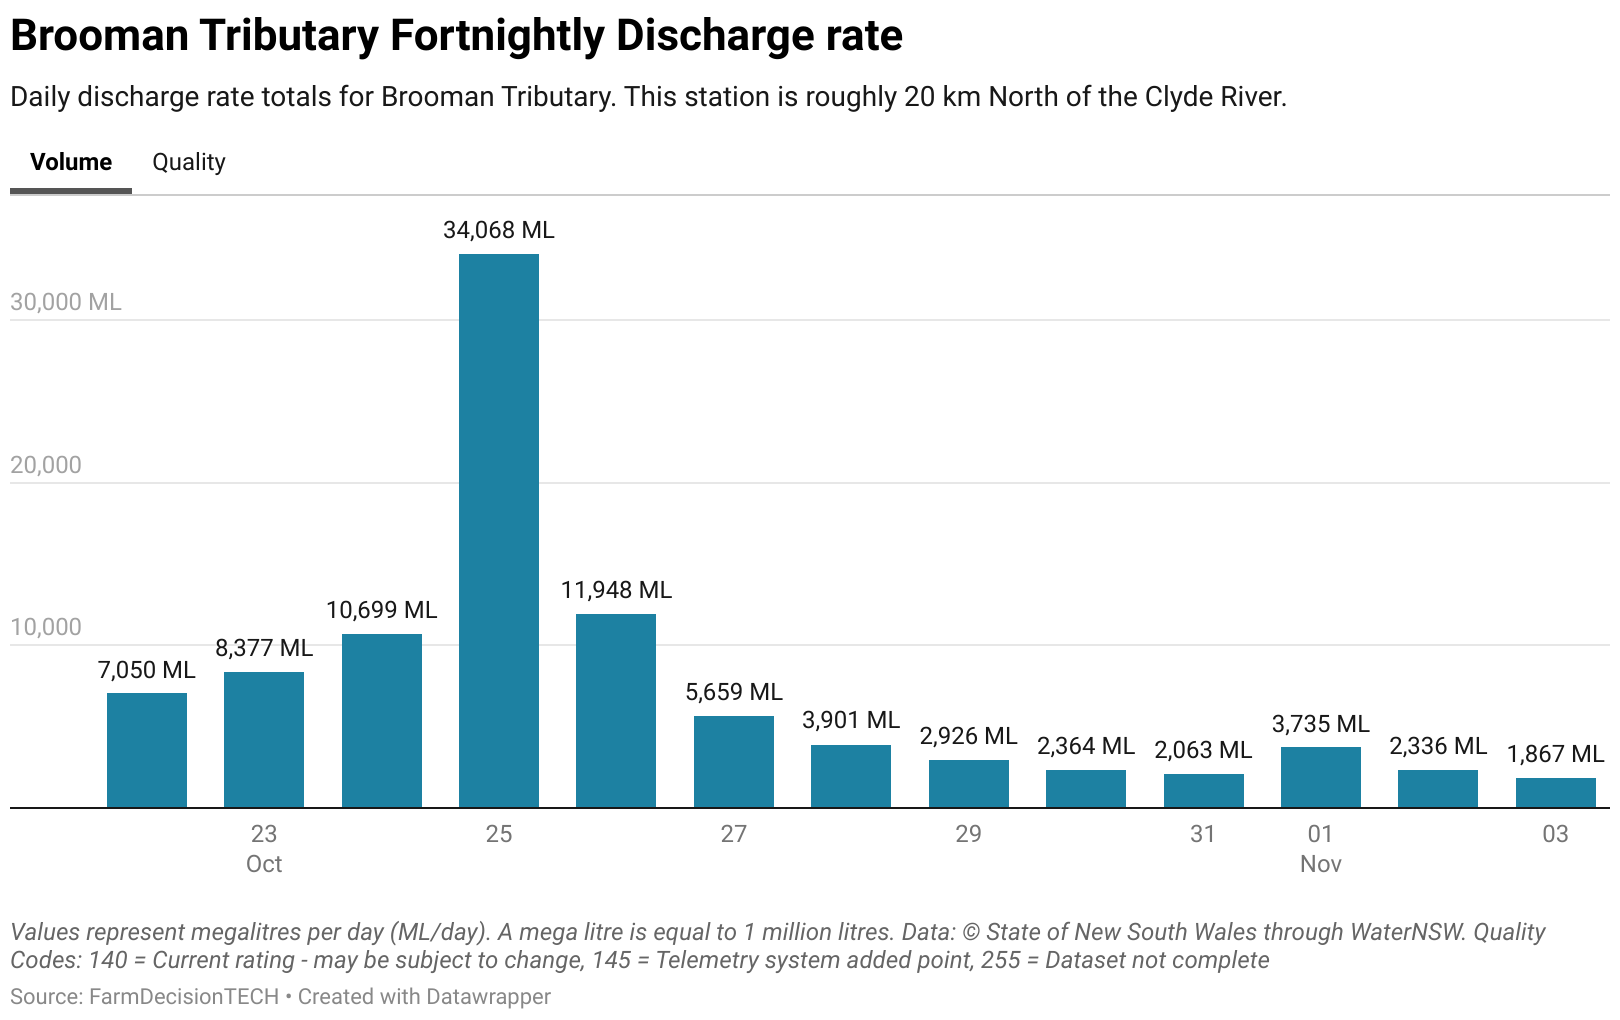 Brooman Tributary Fortnightly Discharge rate
Daily discharge rate totals for Brooman Tributary. This station is roughly 20 km North of the Clyde River.
Volume Quality
34,068 ML
30,000 ML
20,000
11,948 ML
10,699 ML
10,000
8,377 ML
7,050 ML
5,659 ML
3,901 ML
2,926 ML
2,364 ML
2,063 ML
3,735 ML
2,336 ML
1,867 ML
23 25 27 29 31 01 03
Oct Nov
Values represent megalitres per day (ML/day). A mega litre is equal to 1 million litres. Data: © State of New South Wales through WaterNSW. Quality
Codes: 140 = Current rating - may be subject to change, 145 = Telemetry system added point, 255 = Dataset not complete
Source: FarmDecisionTECH • Created with Datawrapper